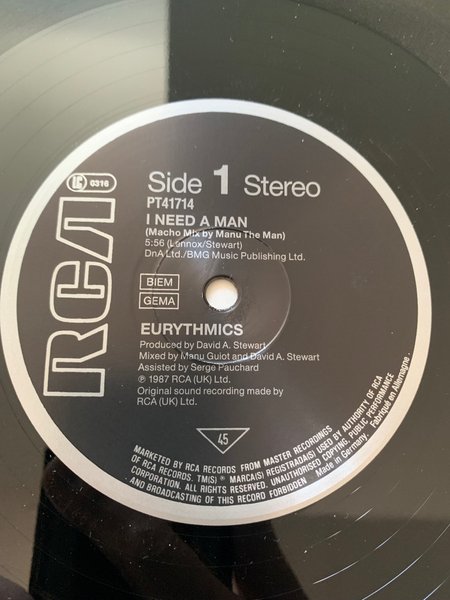 RCA
LC 0316
Side 1 Stereo
PT41714
I NEED A MAN
(Macho Mix by Manu The Man)
5:56 (Lennox/Stewart)
DnA Ltd./BMG Music Publishing Ltd.
BIEM
GEMA
EURYTHMICS
Produced by David A. Stewart
Mixed by Manu Guiot and David A. Stewart
Assisted by Serge Pauchard
℗ 1987 RCA (UK) Ltd.
Original sound recording made by
RCA (UK) Ltd.
45
MARKETED BY RCA RECORDS FROM MASTER RECORDINGS
OF RCA RECORDS. TM(S) ® MARCA(S) REGISTRADA(S) USED BY AUTHORITY OF RCA
CORPORATION. ALL RIGHTS RESERVED. UNAUTHORISED COPYING, PUBLIC PERFORMANCE
AND BROADCASTING OF THIS RECORD FORBIDDEN
Made in Germany. Fabriqué en Allemagne.